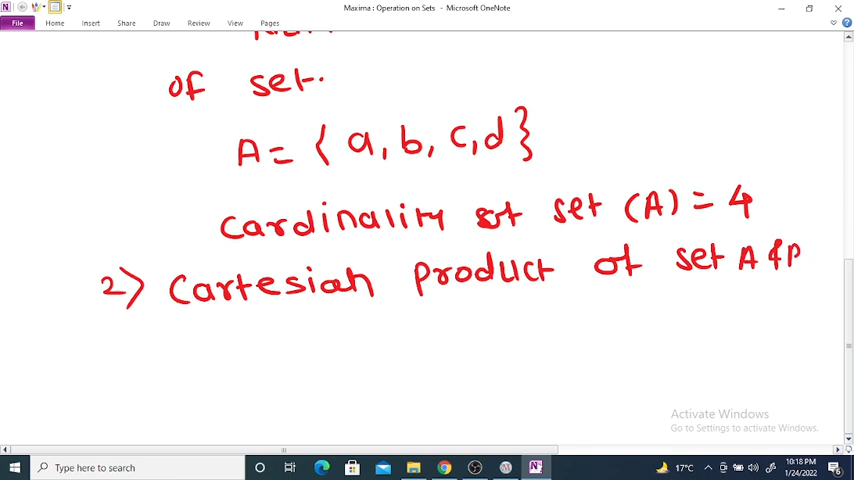 Maxima : Operation on Sets - Microsoft OneNote
File Home Insert Share Draw Review View Pages
of set.
A = { a, b, c, d }
cardinality of set (A) = 4
2) Cartesian product of set A &
Activate Windows
Go to Settings to activate Windows.
Type here to search
17°C
10:18 PM
1/24/2022
6